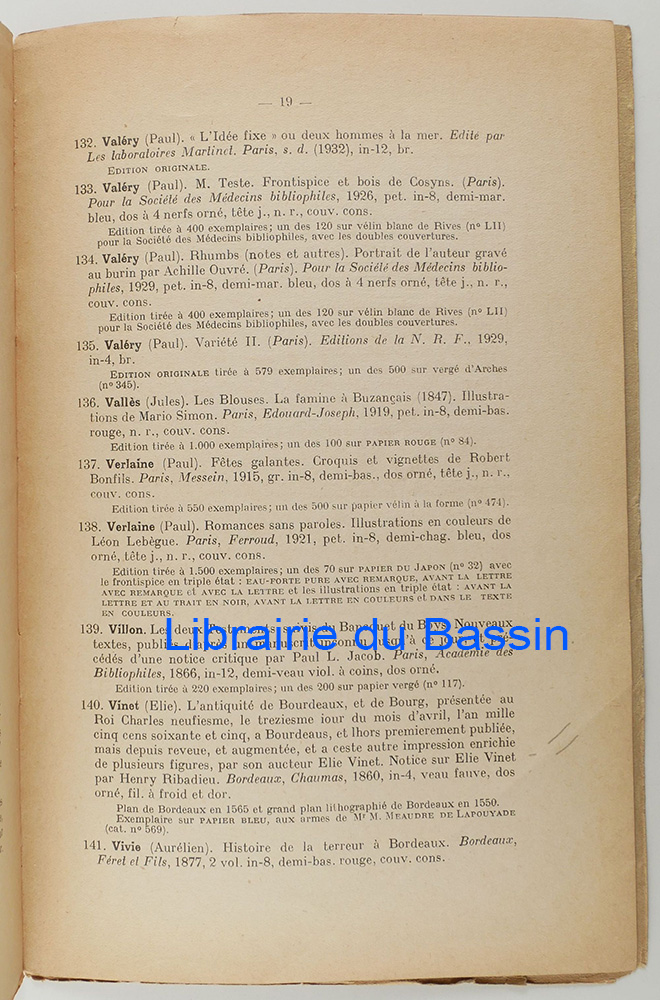 — 19 —
132. Valéry (Paul). « L'Idée fixe » ou deux hommes à la mer. Edité par
Les laboratoires Martinet. Paris, s. d. (1932), in-12, br.
EDITION ORIGINALE.
133. Valéry (Paul). M. Teste. Frontispice et bois de Cosyns. (Paris).
Pour la Société des Médecins bibliophiles, 1926, pet. in-8, demi-mar.
bleu, dos à 4 nerfs orné, tête j., n. r., couv. cons.
Edition tirée à 400 exemplaires; un des 120 sur vélin blanc de Rives (nº LII)
pour la Société des Médecins bibliophiles, avec les doubles couvertures.
134. Valéry (Paul). Rhumbs (notes et autres). Portrait de l'auteur gravé
au burin par Achille Ouvré. (Paris). Pour la Société des Médecins biblio-
philes, 1929, pet. in-8, demi-mar. bleu, dos à 4 nerfs orné, tête j., n. r.,
couv. cons.
Edition tirée à 400 exemplaires; un des 120 sur vélin blanc de Rives (nº LII)
pour la Société des Médecins bibliophiles, avec les doubles couvertures.
135. Valéry (Paul). Variété II. (Paris). Editions de la N. R. F., 1929,
in-4, br.
EDITION ORIGINALE tirée à 579 exemplaires; un des 500 sur vergé d'Arches
(nº 345).
136. Vallès (Jules). Les Blouses. La famine à Buzançais (1847). Illustra-
tions de Mario Simon. Paris, Edouard-Joseph, 1919, pet. in-8, demi-bas.
rouge, n. r., couv. cons.
Edition tirée à 1.000 exemplaires; un des 100 sur PAPIER ROUGE (nº 84).
137. Verlaine (Paul). Fêtes galantes. Croquis et vignettes de Robert
Bonfils. Paris, Messein, 1915, gr. in-8, demi-bas., dos orné, tête j., n. r.,
couv. cons.
Edition tirée à 550 exemplaires; un des 500 sur papier vélin à la forme (nº 474).
138. Verlaine (Paul). Romances sans paroles. Illustrations en couleurs de
Léon Lebègue. Paris, Ferroud, 1921, pet. in-8, demi-chag. bleu, dos
orné, tête j., n. r., couv. cons.
Edition tirée à 1.500 exemplaires; un des 70 sur PAPIER DU JAPON (nº 32) avec
le frontispice en triple état : EAU-FORTE PURE AVEC REMARQUE, AVANT LA LETTRE
AVEC REMARQUE et AVEC LA LETTRE et les illustrations en triple état : AVANT LA
LETTRE ET AU TRAIT EN NOIR, AVANT LA LETTRE EN COULEURS et DANS LE TEXTE
EN COULEURS.
139. Villon. Les deux Testaments suivis du Banquet du Boys. Nouveaux
textes, publiés d'après un manuscrit inconnu jusqu'à ce jour et pré-
cédés d'une notice critique par Paul L. Jacob. Paris, Académie des
Bibliophiles, 1866, in-12, demi-veau viol. à coins, dos orné.
Edition tirée à 220 exemplaires; un des 200 sur papier vergé (nº 117).
Librairie du Bassin
140. Vinet (Elie). L'antiquité de Bourdeaux, et de Bourg, présentée au
Roi Charles neufiesme, le treziesme iour du mois d'avril, l'an mille
cinq cens soixante et cinq, a Bourdeaus, et lhors premierement publiée,
mais depuis reveue, et augmentée, et a ceste autre impression enrichie
de plusieurs figures, par son aucteur Elie Vinet. Notice sur Elie Vinet
par Henry Ribadieu. Bordeaux, Chaumas, 1860, in-4, veau fauve, dos
orné, fil. à froid et dor.
Plan de Bordeaux en 1565 et grand plan lithographié de Bordeaux en 1550.
Exemplaire sur PAPIER BLEU, aux armes de Mr M. MEAUDRE DE LAPOUYADE
(cat. nº 569).
141. Vivie (Aurélien). Histoire de la terreur à Bordeaux. Bordeaux,
Féret et Fils, 1877, 2 vol. in-8, demi-bas. rouge, couv. cons.